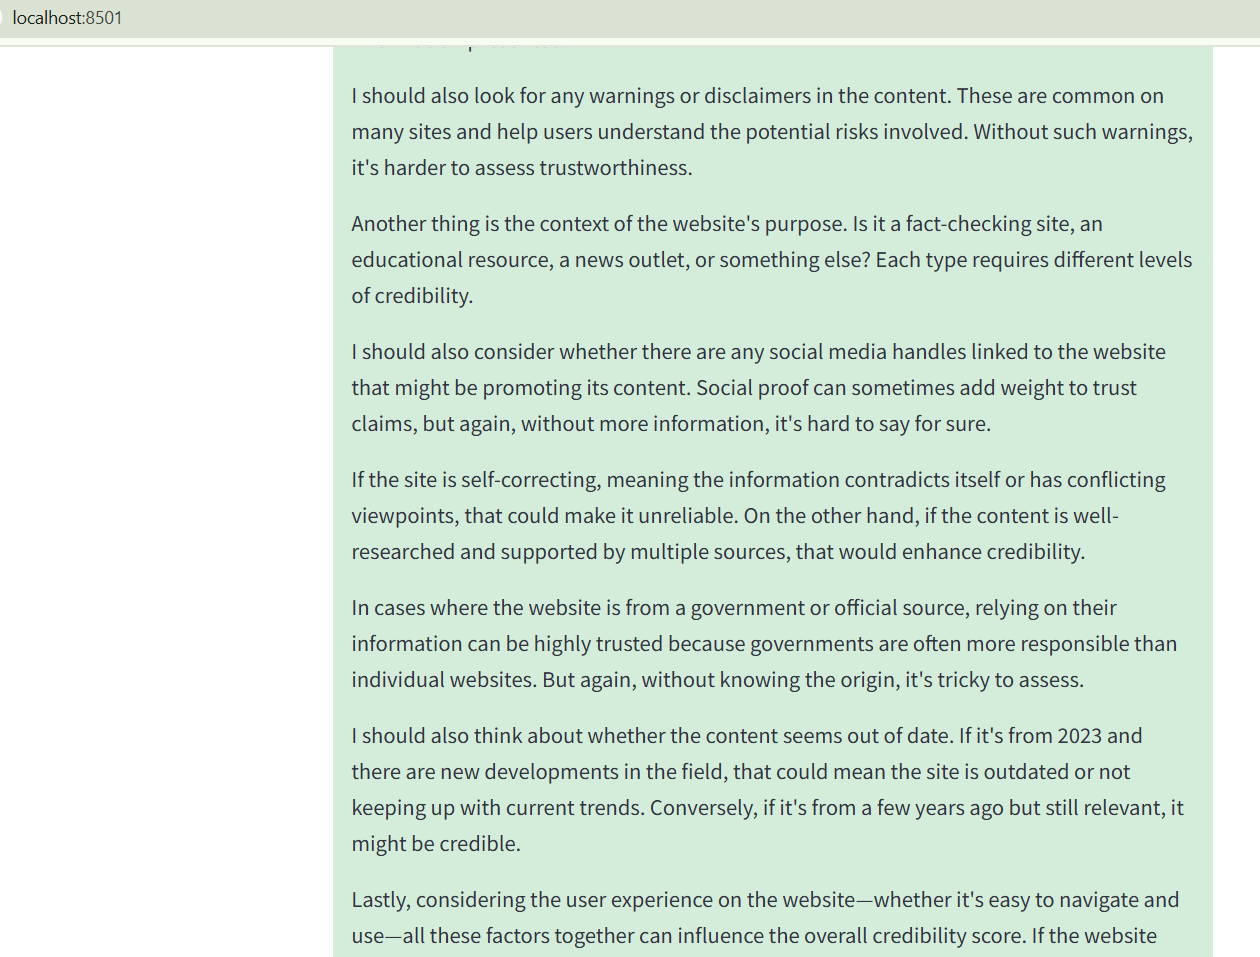 localhost:8501
I should also look for any warnings or disclaimers in the content. These are common on
many sites and help users understand the potential risks involved. Without such warnings,
it's harder to assess trustworthiness.
Another thing is the context of the website's purpose. Is it a fact-checking site, an
educational resource, a news outlet, or something else? Each type requires different levels
of credibility.
I should also consider whether there are any social media handles linked to the website
that might be promoting its content. Social proof can sometimes add weight to trust
claims, but again, without more information, it's hard to say for sure.
If the site is self-correcting, meaning the information contradicts itself or has conflicting
viewpoints, that could make it unreliable. On the other hand, if the content is well-
researched and supported by multiple sources, that would enhance credibility.
In cases where the website is from a government or official source, relying on their
information can be highly trusted because governments are often more responsible than
individual websites. But again, without knowing the origin, it's tricky to assess.
I should also think about whether the content seems out of date. If it's from 2023 and
there are new developments in the field, that could mean the site is outdated or not
keeping up with current trends. Conversely, if it's from a few years ago but still relevant, it
might be credible.
Lastly, considering the user experience on the website—whether it's easy to navigate and
use—all these factors together can influence the overall credibility score. If the website